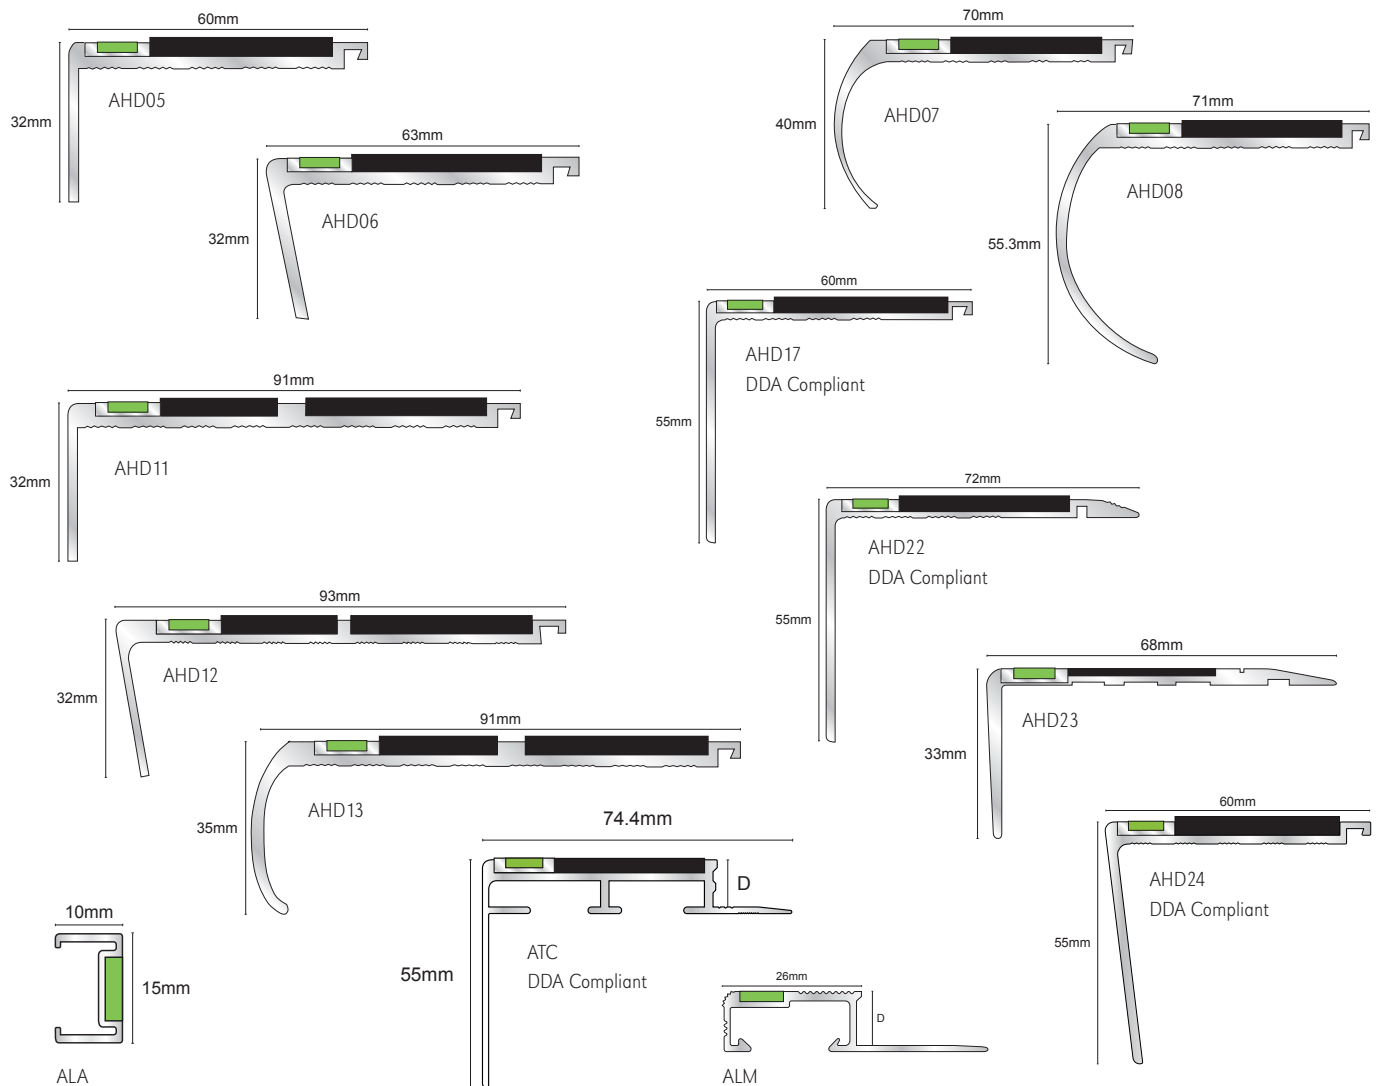 60mm
32mm
AHD05
63mm
32mm
AHD06
70mm
40mm
AHD07
71mm
55.3mm
AHD08
60mm
55mm
AHD17
DDA Compliant
91mm
32mm
AHD11
72mm
55mm
AHD22
DDA Compliant
93mm
32mm
AHD12
68mm
33mm
AHD23
91mm
35mm
AHD13
74.4mm
D
55mm
ATC
DDA Compliant
60mm
55mm
AHD24
DDA Compliant
10mm
15mm
ALA
26mm
D
ALM